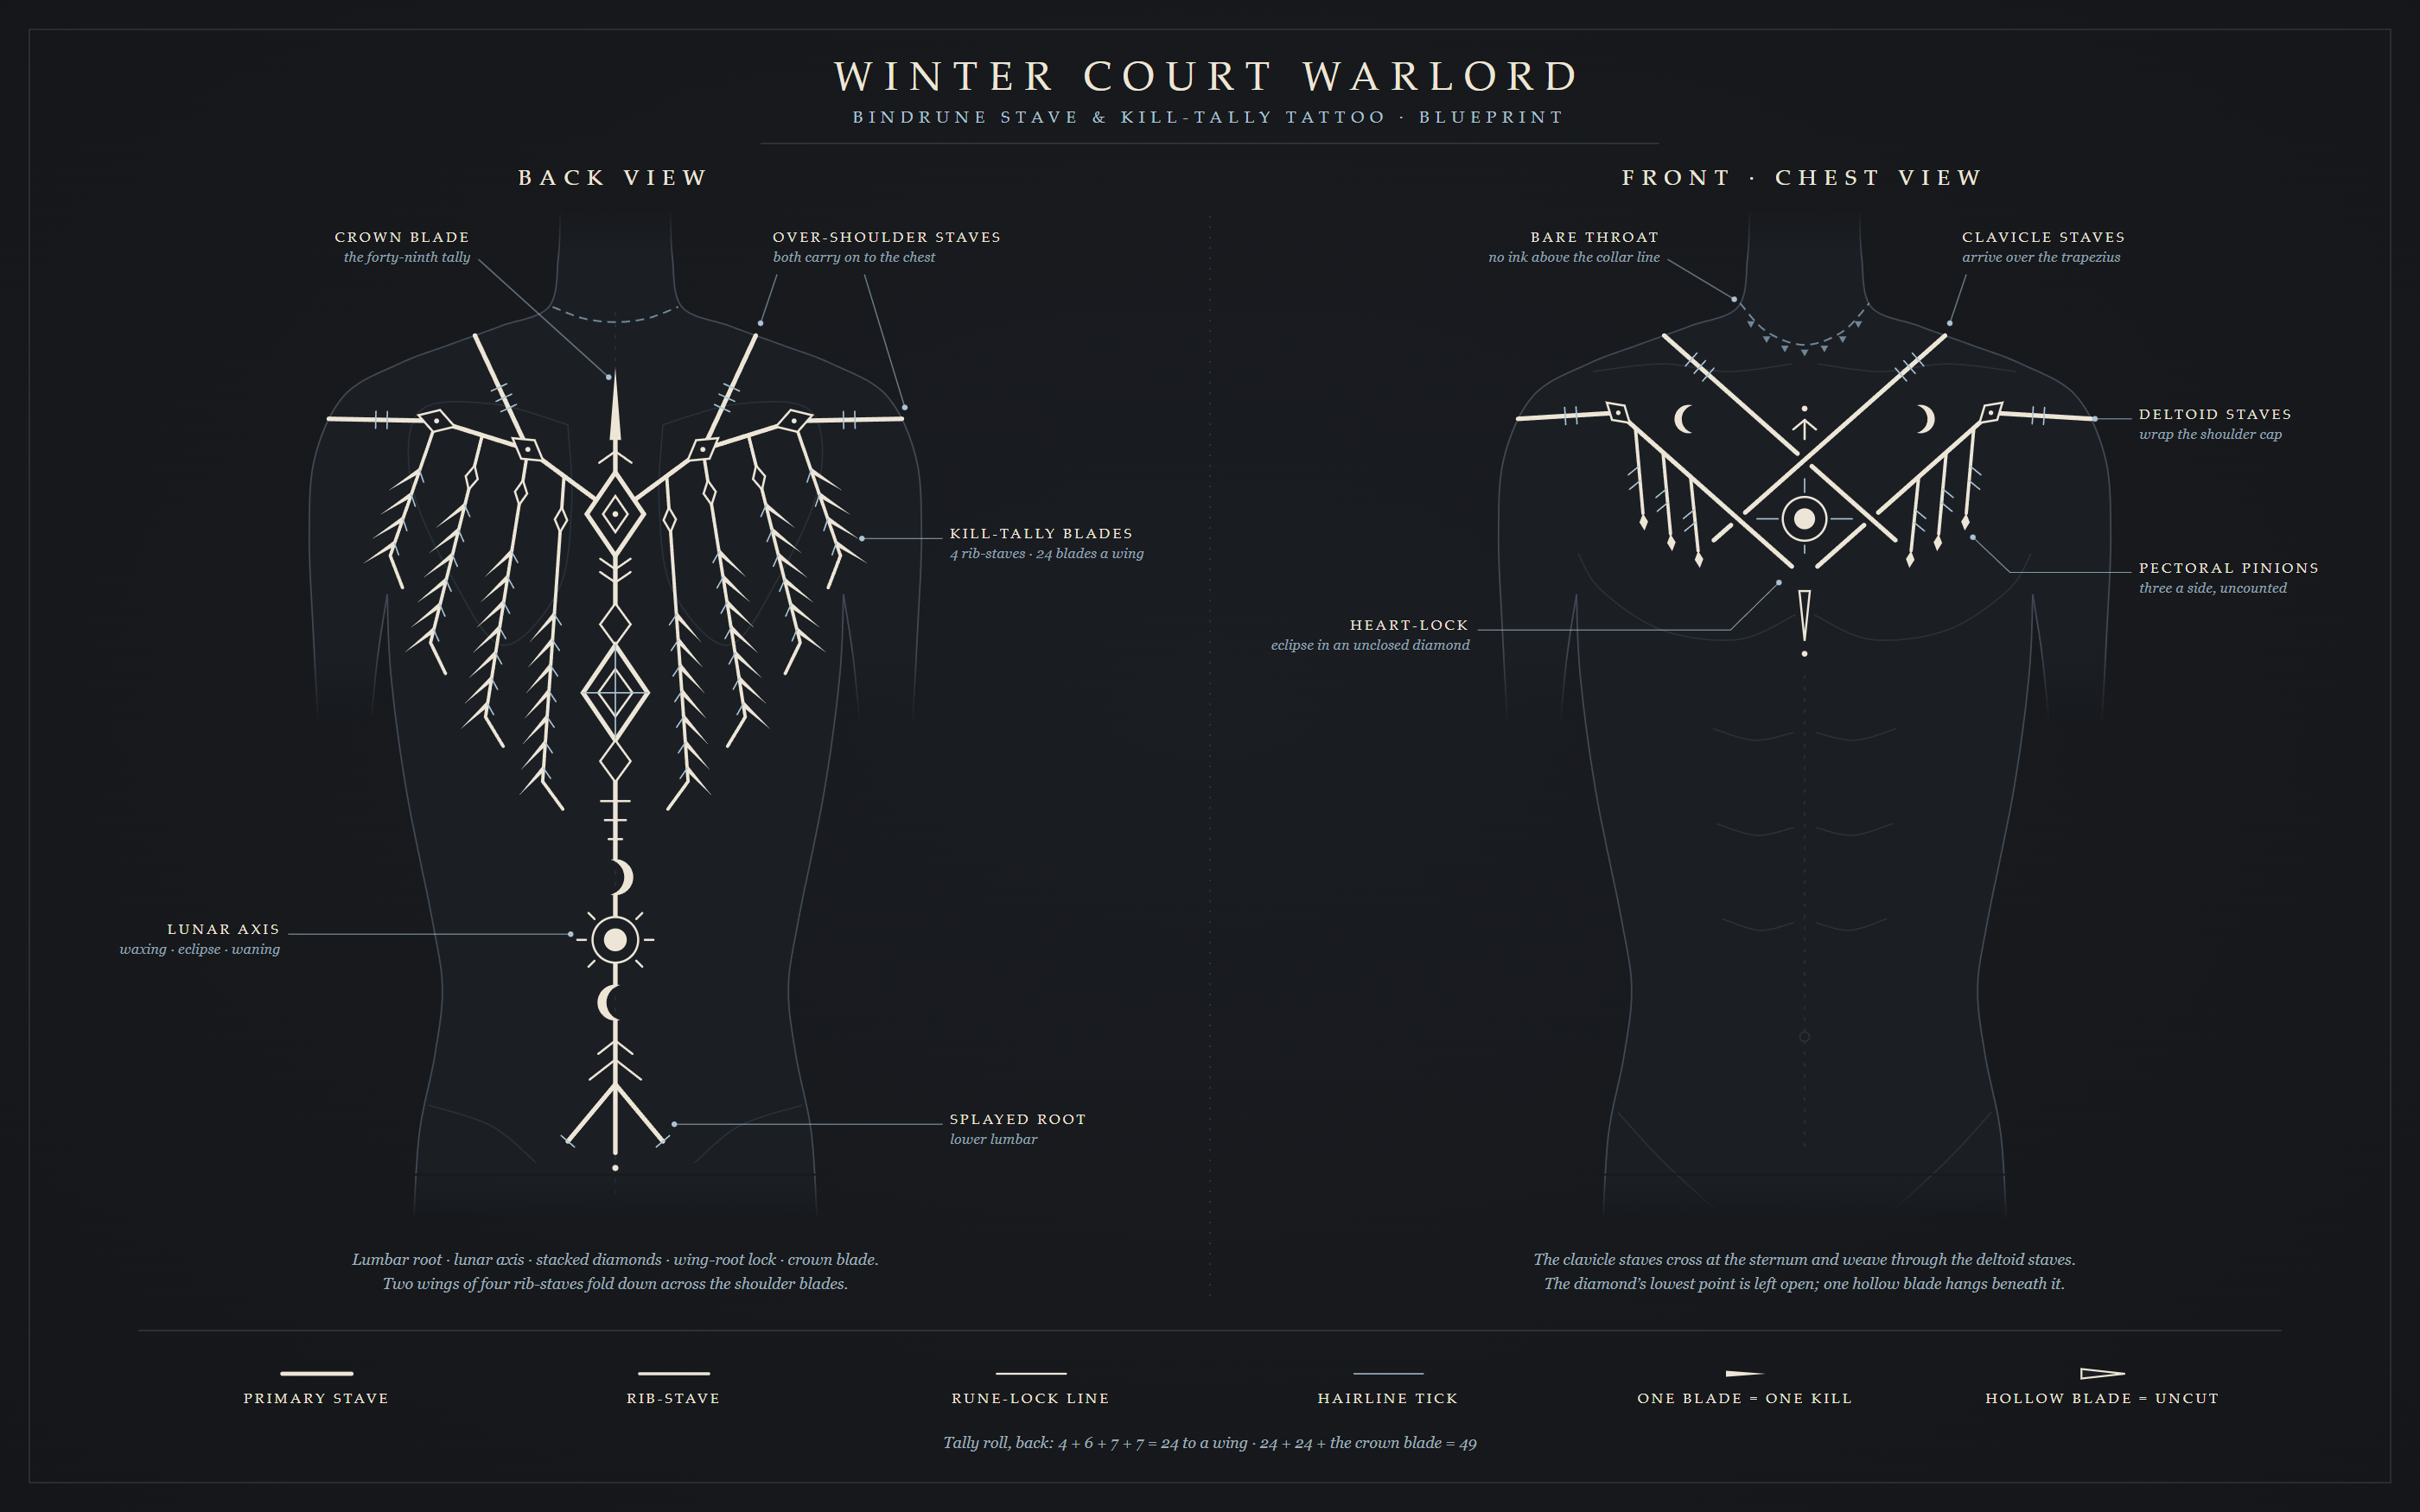 WINTER COURT WARLORD
BINDRUNE STAVE & KILL-TALLY TATTOO · BLUEPRINT
BACK VIEW
CROWN BLADE
the forty-ninth tally
OVER-SHOULDER STAVES
both carry on to the chest
KILL-TALLY BLADES
4 rib-staves · 24 blades a wing
LUNAR AXIS
waxing · eclipse · waning
SPLAYED ROOT
lower lumbar
Lumbar root · lunar axis · stacked diamonds · wing-root lock · crown blade.
Two wings of four rib-staves fold down across the shoulder blades.
FRONT · CHEST VIEW
BARE THROAT
no ink above the collar line
CLAVICLE STAVES
arrive over the trapezius
DELTOID STAVES
wrap the shoulder cap
PECTORAL PINIONS
three a side, uncounted
HEART-LOCK
eclipse in an unclosed diamond
The clavicle staves cross at the sternum and weave through the deltoid staves.
The diamond’s lowest point is left open; one hollow blade hangs beneath it.
PRIMARY STAVE
RIB-STAVE
RUNE-LOCK LINE
HAIRLINE TICK
ONE BLADE = ONE KILL
HOLLOW BLADE = UNCUT
Tally roll, back: 4 + 6 + 7 + 7 = 24 to a wing · 24 + 24 + the crown blade = 49